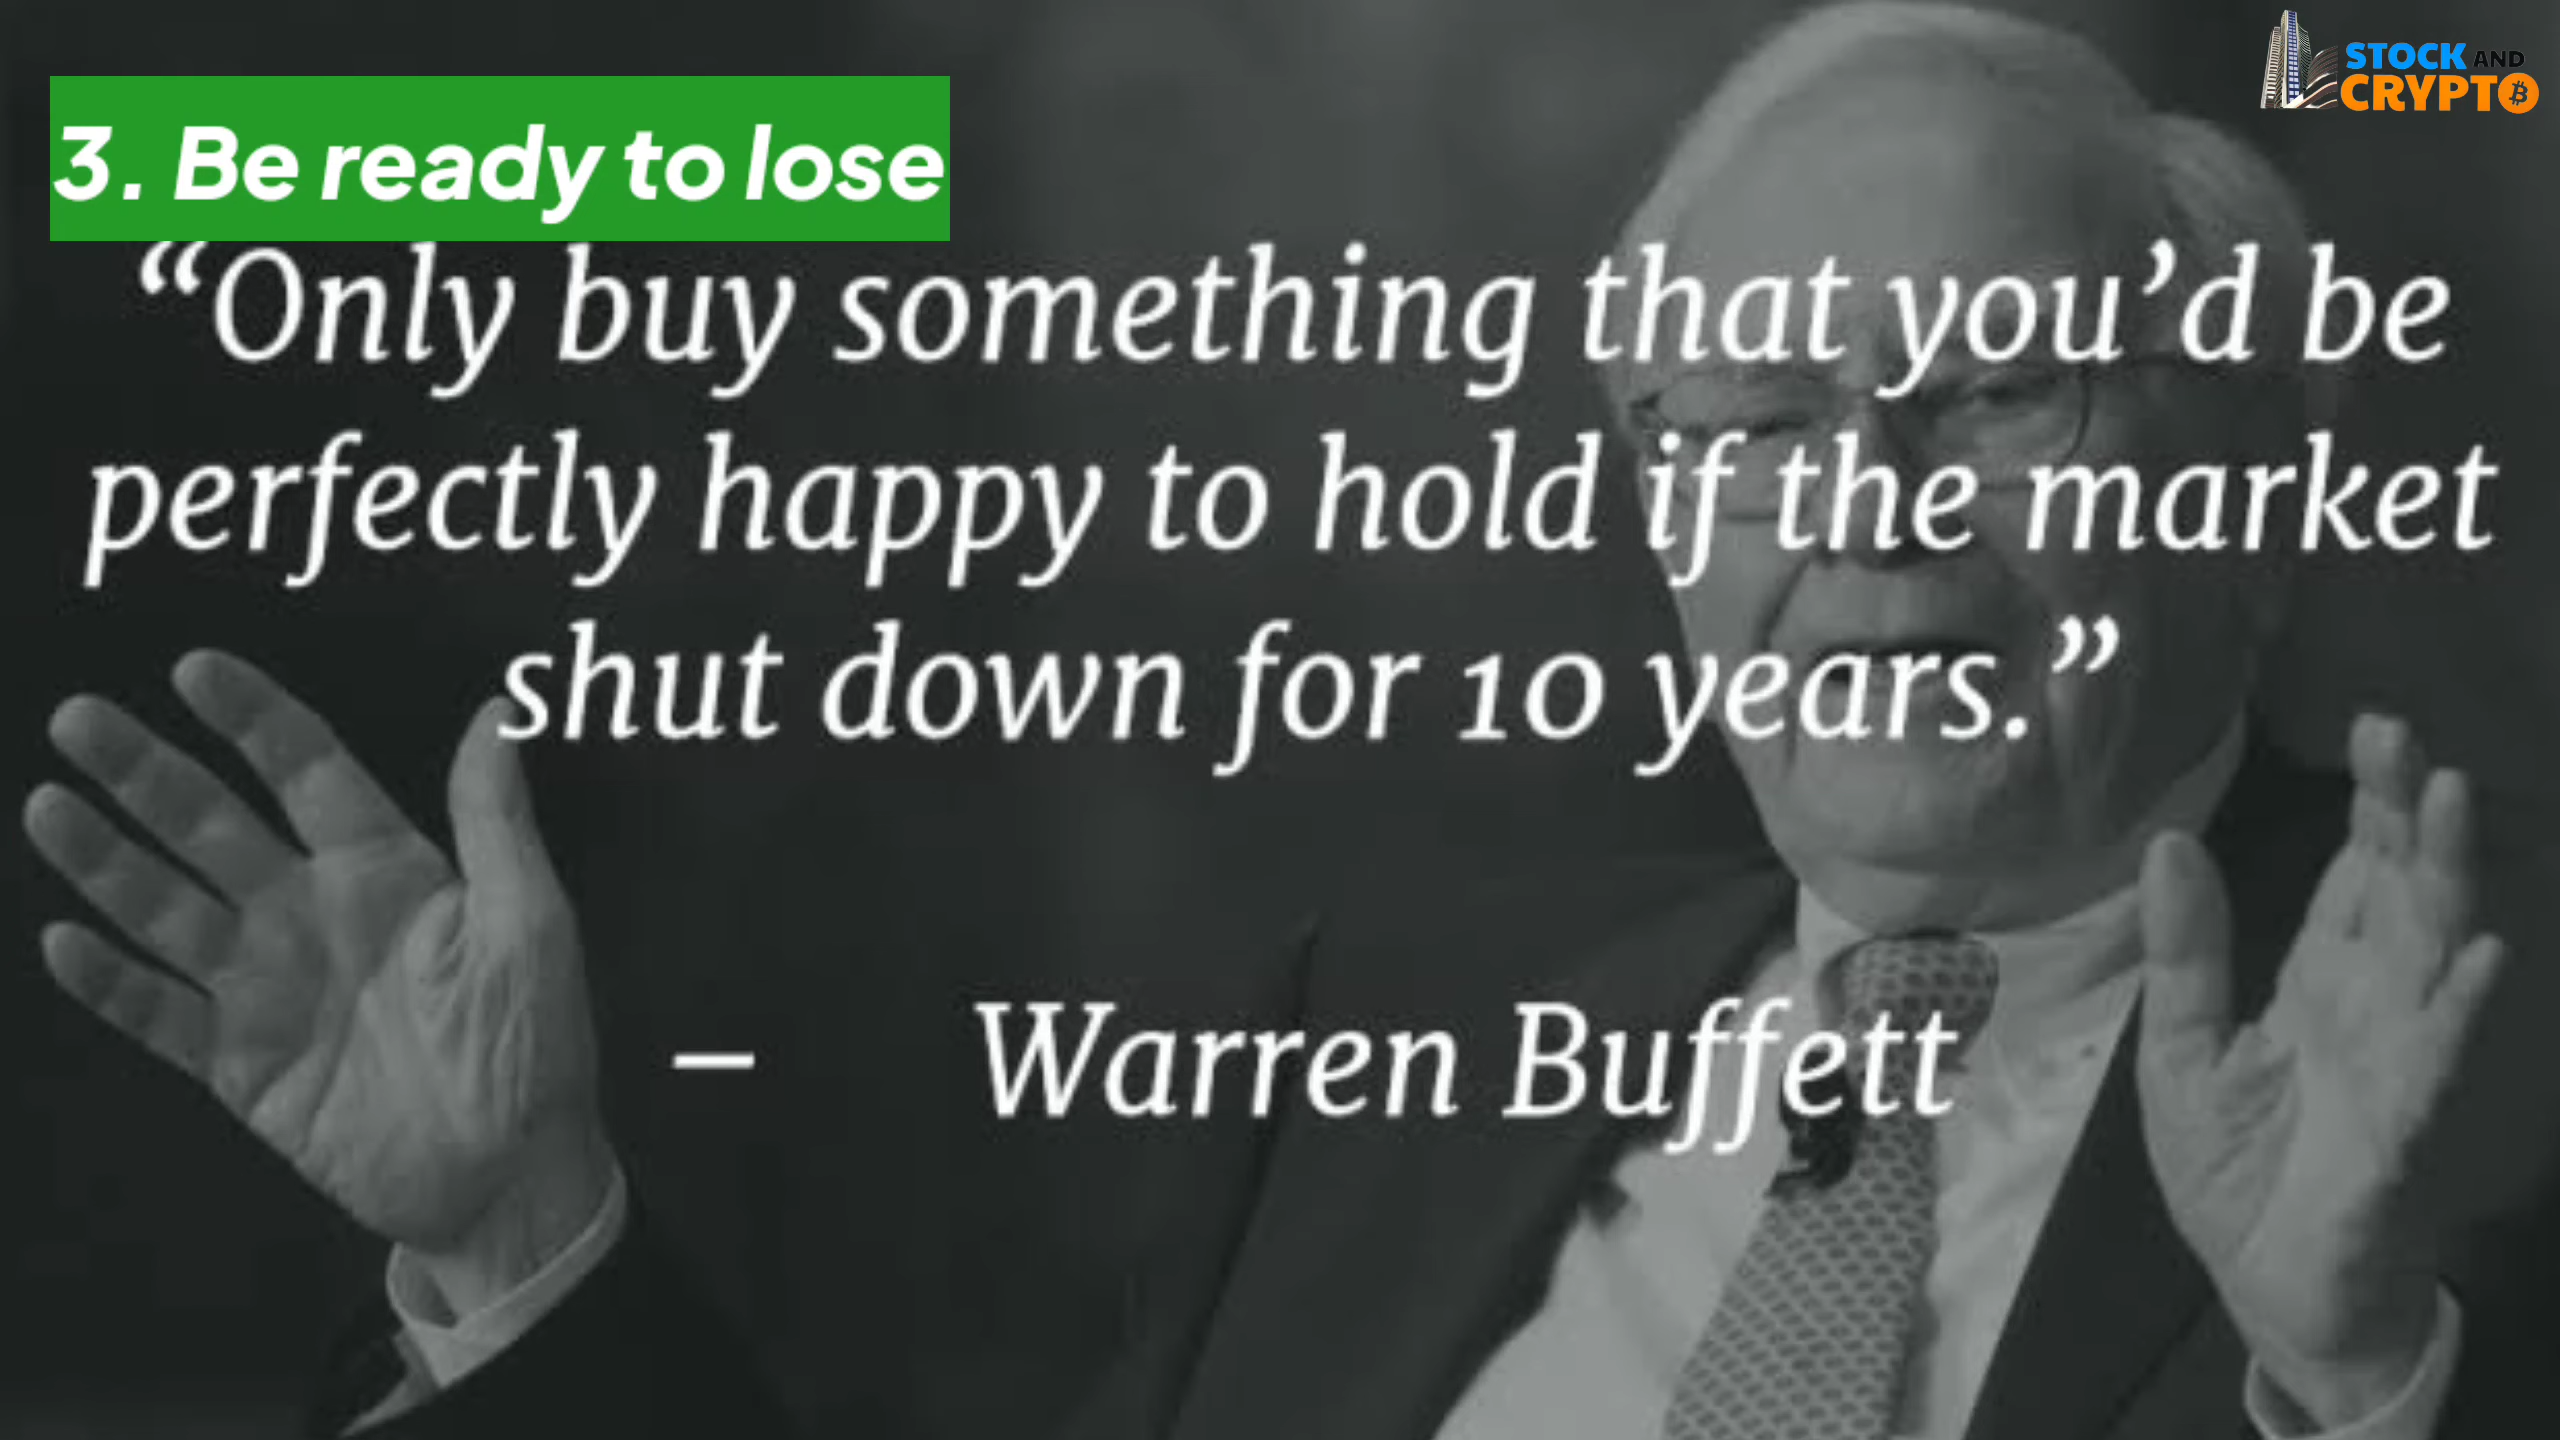 STOCK AND
CRYPTO
3. Be ready to lose
“Only buy something that you’d be
perfectly happy to hold if the market
shut down for 10 years.”
– Warren Buffett